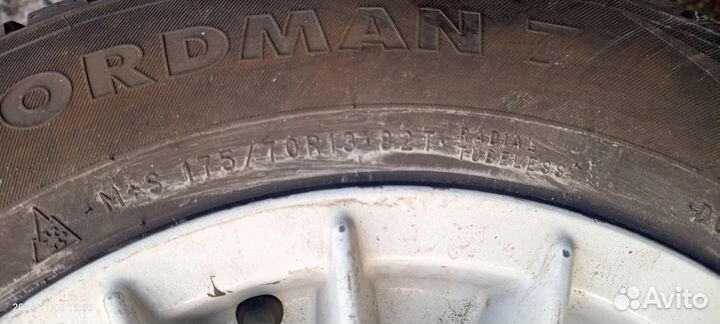 ORDMAN 7
M+S 175/70R13 82T RADIAL
TUBELESS
Avito